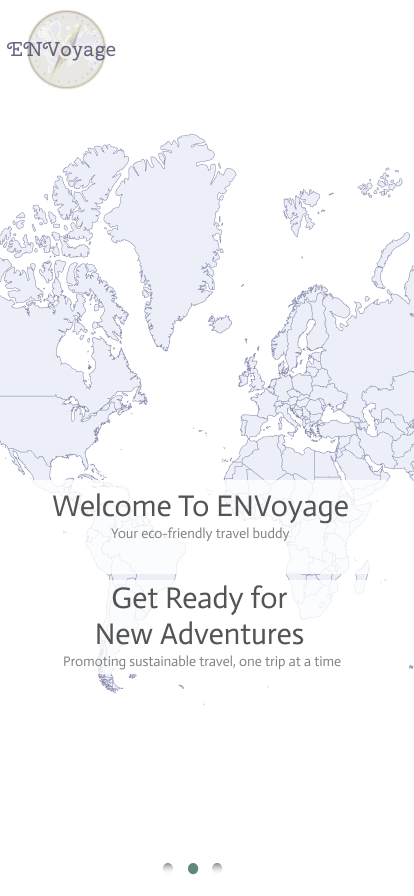 ENVoyage
Welcome To ENVoyage
Your eco-friendly travel buddy
Get Ready for
New Adventures
Promoting sustainable travel, one trip at a time